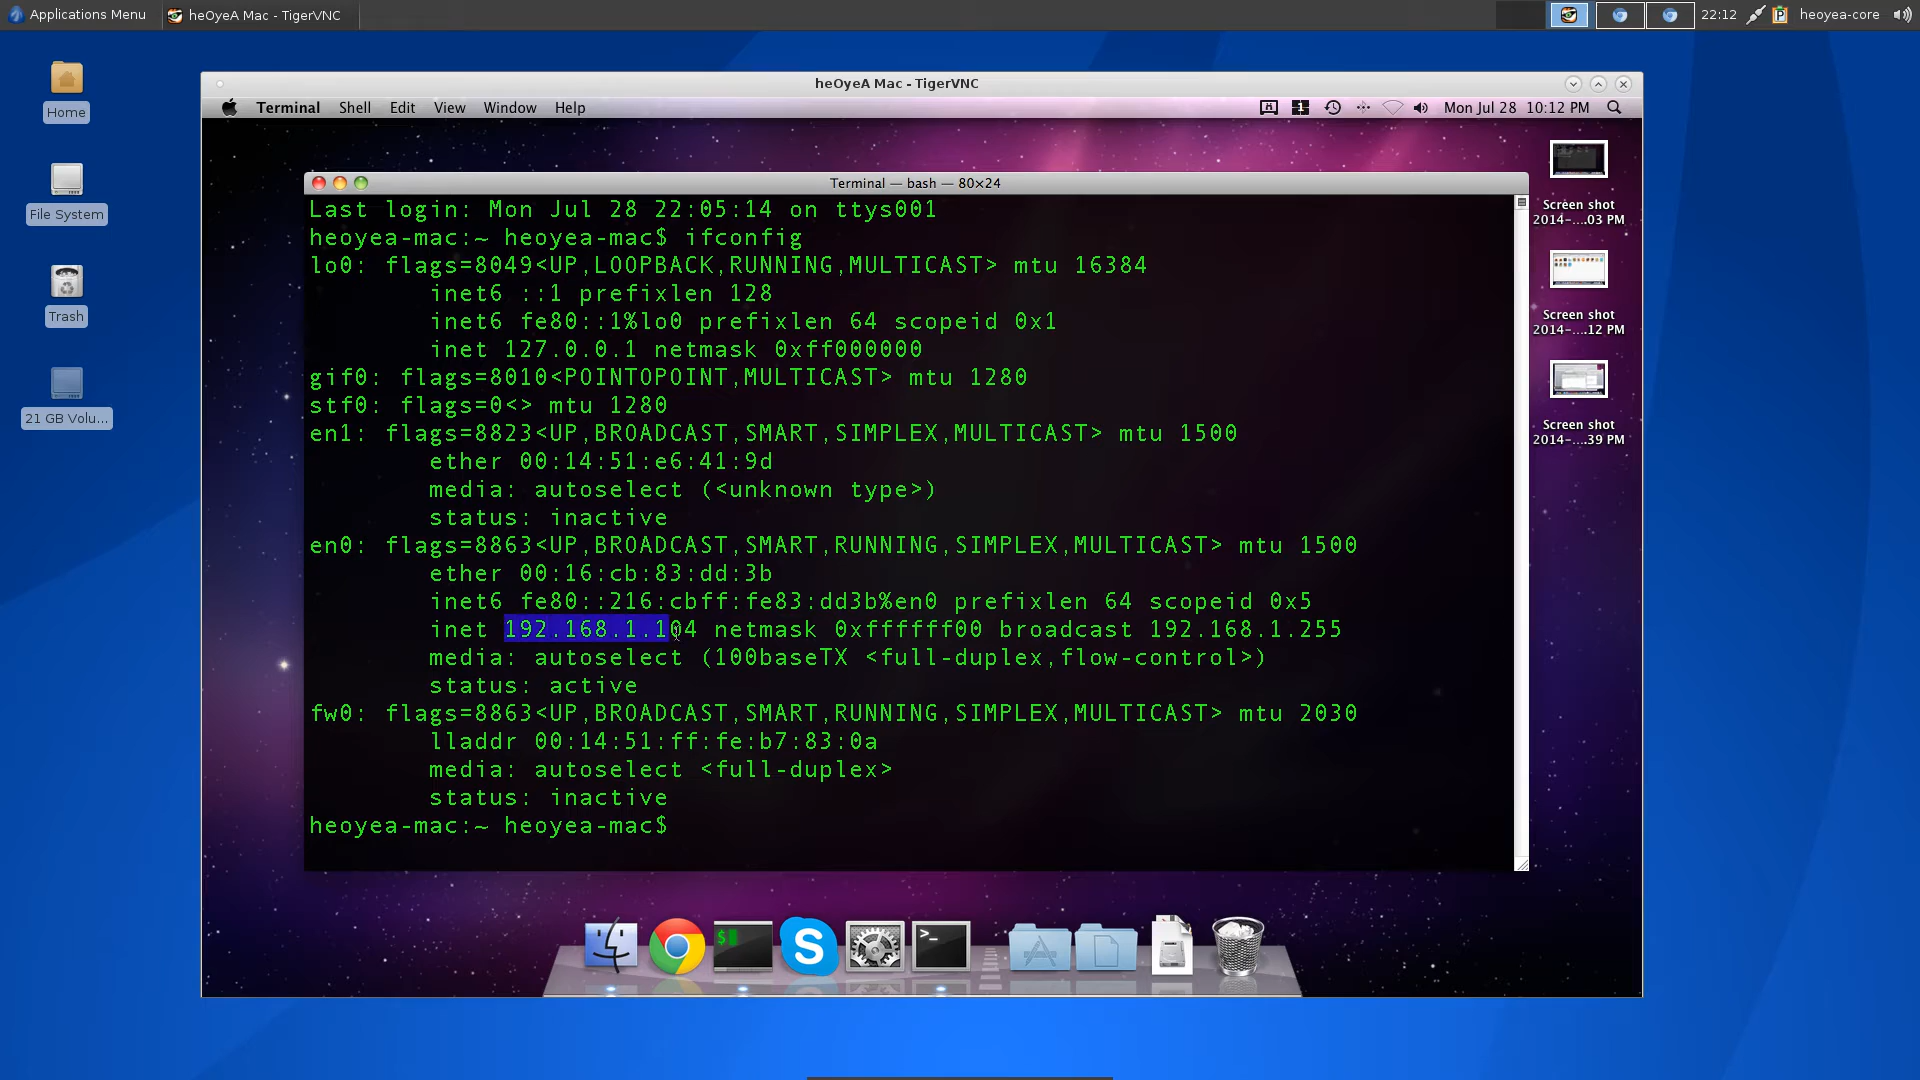 Applications Menu
heOyeA Mac - TigerVNC
22:12
heoyea-core
Home
File System
Trash
21 GB Volu...
heOyeA Mac - TigerVNC
Terminal Shell Edit View Window Help
Mon Jul 28 10:12 PM
Terminal — bash — 80×24
Last login: Mon Jul 28 22:05:14 on ttys001
heoyea-mac:~ heoyea-mac$ ifconfig
lo0: flags=8049<UP,LOOPBACK,RUNNING,MULTICAST> mtu 16384
inet6 ::1 prefixlen 128
inet6 fe80::1%lo0 prefixlen 64 scopeid 0x1
inet 127.0.0.1 netmask 0xff000000
gif0: flags=8010<POINTOPOINT,MULTICAST> mtu 1280
stf0: flags=0<> mtu 1280
en1: flags=8823<UP,BROADCAST,SMART,SIMPLEX,MULTICAST> mtu 1500
ether 00:14:51:e6:41:9d
media: autoselect (<unknown type>)
status: inactive
en0: flags=8863<UP,BROADCAST,SMART,RUNNING,SIMPLEX,MULTICAST> mtu 1500
ether 00:16:cb:83:dd:3b
inet6 fe80::216:cbff:fe83:dd3b%en0 prefixlen 64 scopeid 0x5
inet 192.168.1.104 netmask 0xffffff00 broadcast 192.168.1.255
media: autoselect (100baseTX <full-duplex,flow-control>)
status: active
fw0: flags=8863<UP,BROADCAST,SMART,RUNNING,SIMPLEX,MULTICAST> mtu 2030
lladdr 00:14:51:ff:fe:b7:83:0a
media: autoselect <full-duplex>
status: inactive
heoyea-mac:~ heoyea-mac$
Screen shot
2014-....03 PM
Screen shot
2014-....12 PM
Screen shot
2014-....39 PM